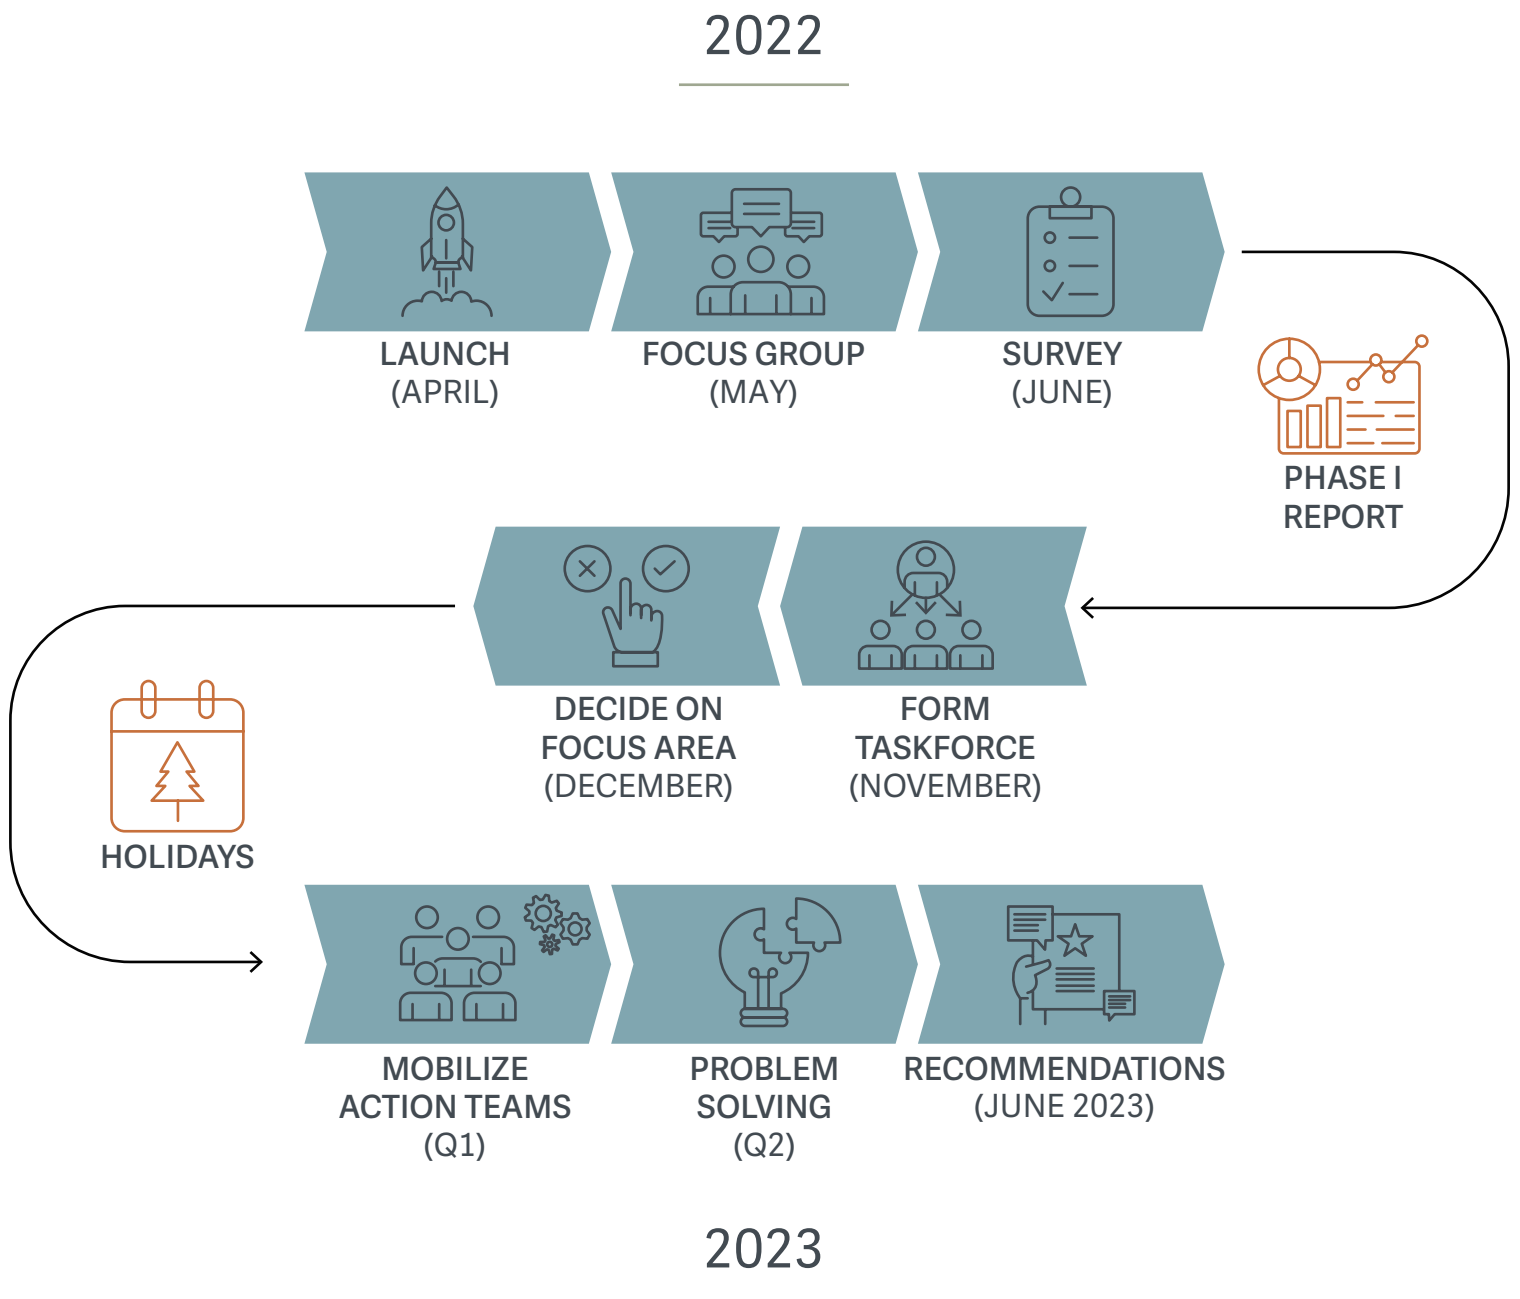 2022
LAUNCH
(APRIL)
FOCUS GROUP
(MAY)
SURVEY
(JUNE)
PHASE I
REPORT
FORM
TASKFORCE
(NOVEMBER)
DECIDE ON
FOCUS AREA
(DECEMBER)
HOLIDAYS
MOBILIZE
ACTION TEAMS
(Q1)
PROBLEM
SOLVING
(Q2)
RECOMMENDATIONS
(JUNE 2023)
2023